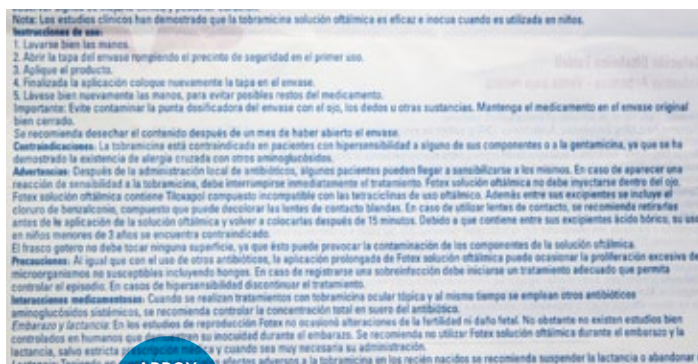 Nota: Los estudios clínicos han demostrado que la tobramicina solución oftálmica es eficaz e inocua cuando es utilizada en niños.
Instrucciones de uso:
1. Lavarse bien las manos.
2. Abrir la tapa del envase rompiendo el precinto de seguridad en el primer uso.
3. Aplique el producto.
4. Finalizada la aplicación coloque nuevamente la tapa en el envase.
5. Lávese bien nuevamente las manos, para evitar posibles restos del medicamento.
Importante: Evite contaminar la punta dosificadora del envase con el ojo, los dedos u otras sustancias. Mantenga el medicamento en el envase original
bien cerrado.
Se recomienda desechar el contenido después de un mes de haber abierto el envase.
Contraindicaciones: La tobramicina está contraindicada en pacientes con hipersensibilidad a alguno de sus componentes o a la gentamicina, ya que se ha
demostrado la existencia de alergia cruzada con otros aminoglucósidos.
Advertencias: Después de la administración local de antibióticos, algunos pacientes pueden llegar a sensibilizarse a los mismos. En caso de aparecer una
reacción de sensibilidad a la tobramicina, debe interrumpirse inmediatamente el tratamiento. Fotex solución oftálmica no debe inyectarse dentro del ojo.
Fotex solución oftálmica contiene Tiloxapol compuesto incompatible con las tetraciclinas de uso oftálmico. Además entre sus excipientes se incluye el
cloruro de benzalconio, compuesto que puede decolorar las lentes de contacto blandas. En caso de utilizar lentes de contacto, se recomienda retirarlas
antes de la aplicación de la solución oftálmica y volver a colocarlas después de 15 minutos. Debido a que contiene entre sus excipientes ácido bórico, su uso
en niños menores de 3 años se encuentra contraindicado.
El frasco gotero no debe tocar ninguna superficie, ya que ésto puede provocar la contaminación de los componentes de la solución oftálmica.
Precauciones: Al igual que con el uso de otros antibióticos, la aplicación prolongada de Fotex solución oftálmica puede ocasionar la proliferación excesiva de
microorganismos no susceptibles incluyendo hongos. En caso de registrarse una sobreinfección debe iniciarse un tratamiento adecuado que permita
controlar el episodio. En casos de hipersensibilidad discontinuar el tratamiento.
Interacciones medicamentosas: Cuando se realizan tratamientos con tobramicina ocular tópica y al mismo tiempo se emplean otros antibióticos
aminoglucósidos sistémicos, se recomienda controlar la concentración total en suero del antibiótico.
Embarazo y lactancia: En los estudios de reproducción Fotex no ocasionó alteraciones de la fertilidad ni daño fetal. No obstante no existen estudios bien
controlados en humanos que su inocuidad durante el embarazo. Se recomienda no utilizar Fotex solución oftálmica durante el embarazo y la
lactancia, salvo estricta prescripción médica y cuando sea muy necesaria su administración.
efectos adversos a la tobramicina en los recién nacidos se recomienda suspender la lactancia o